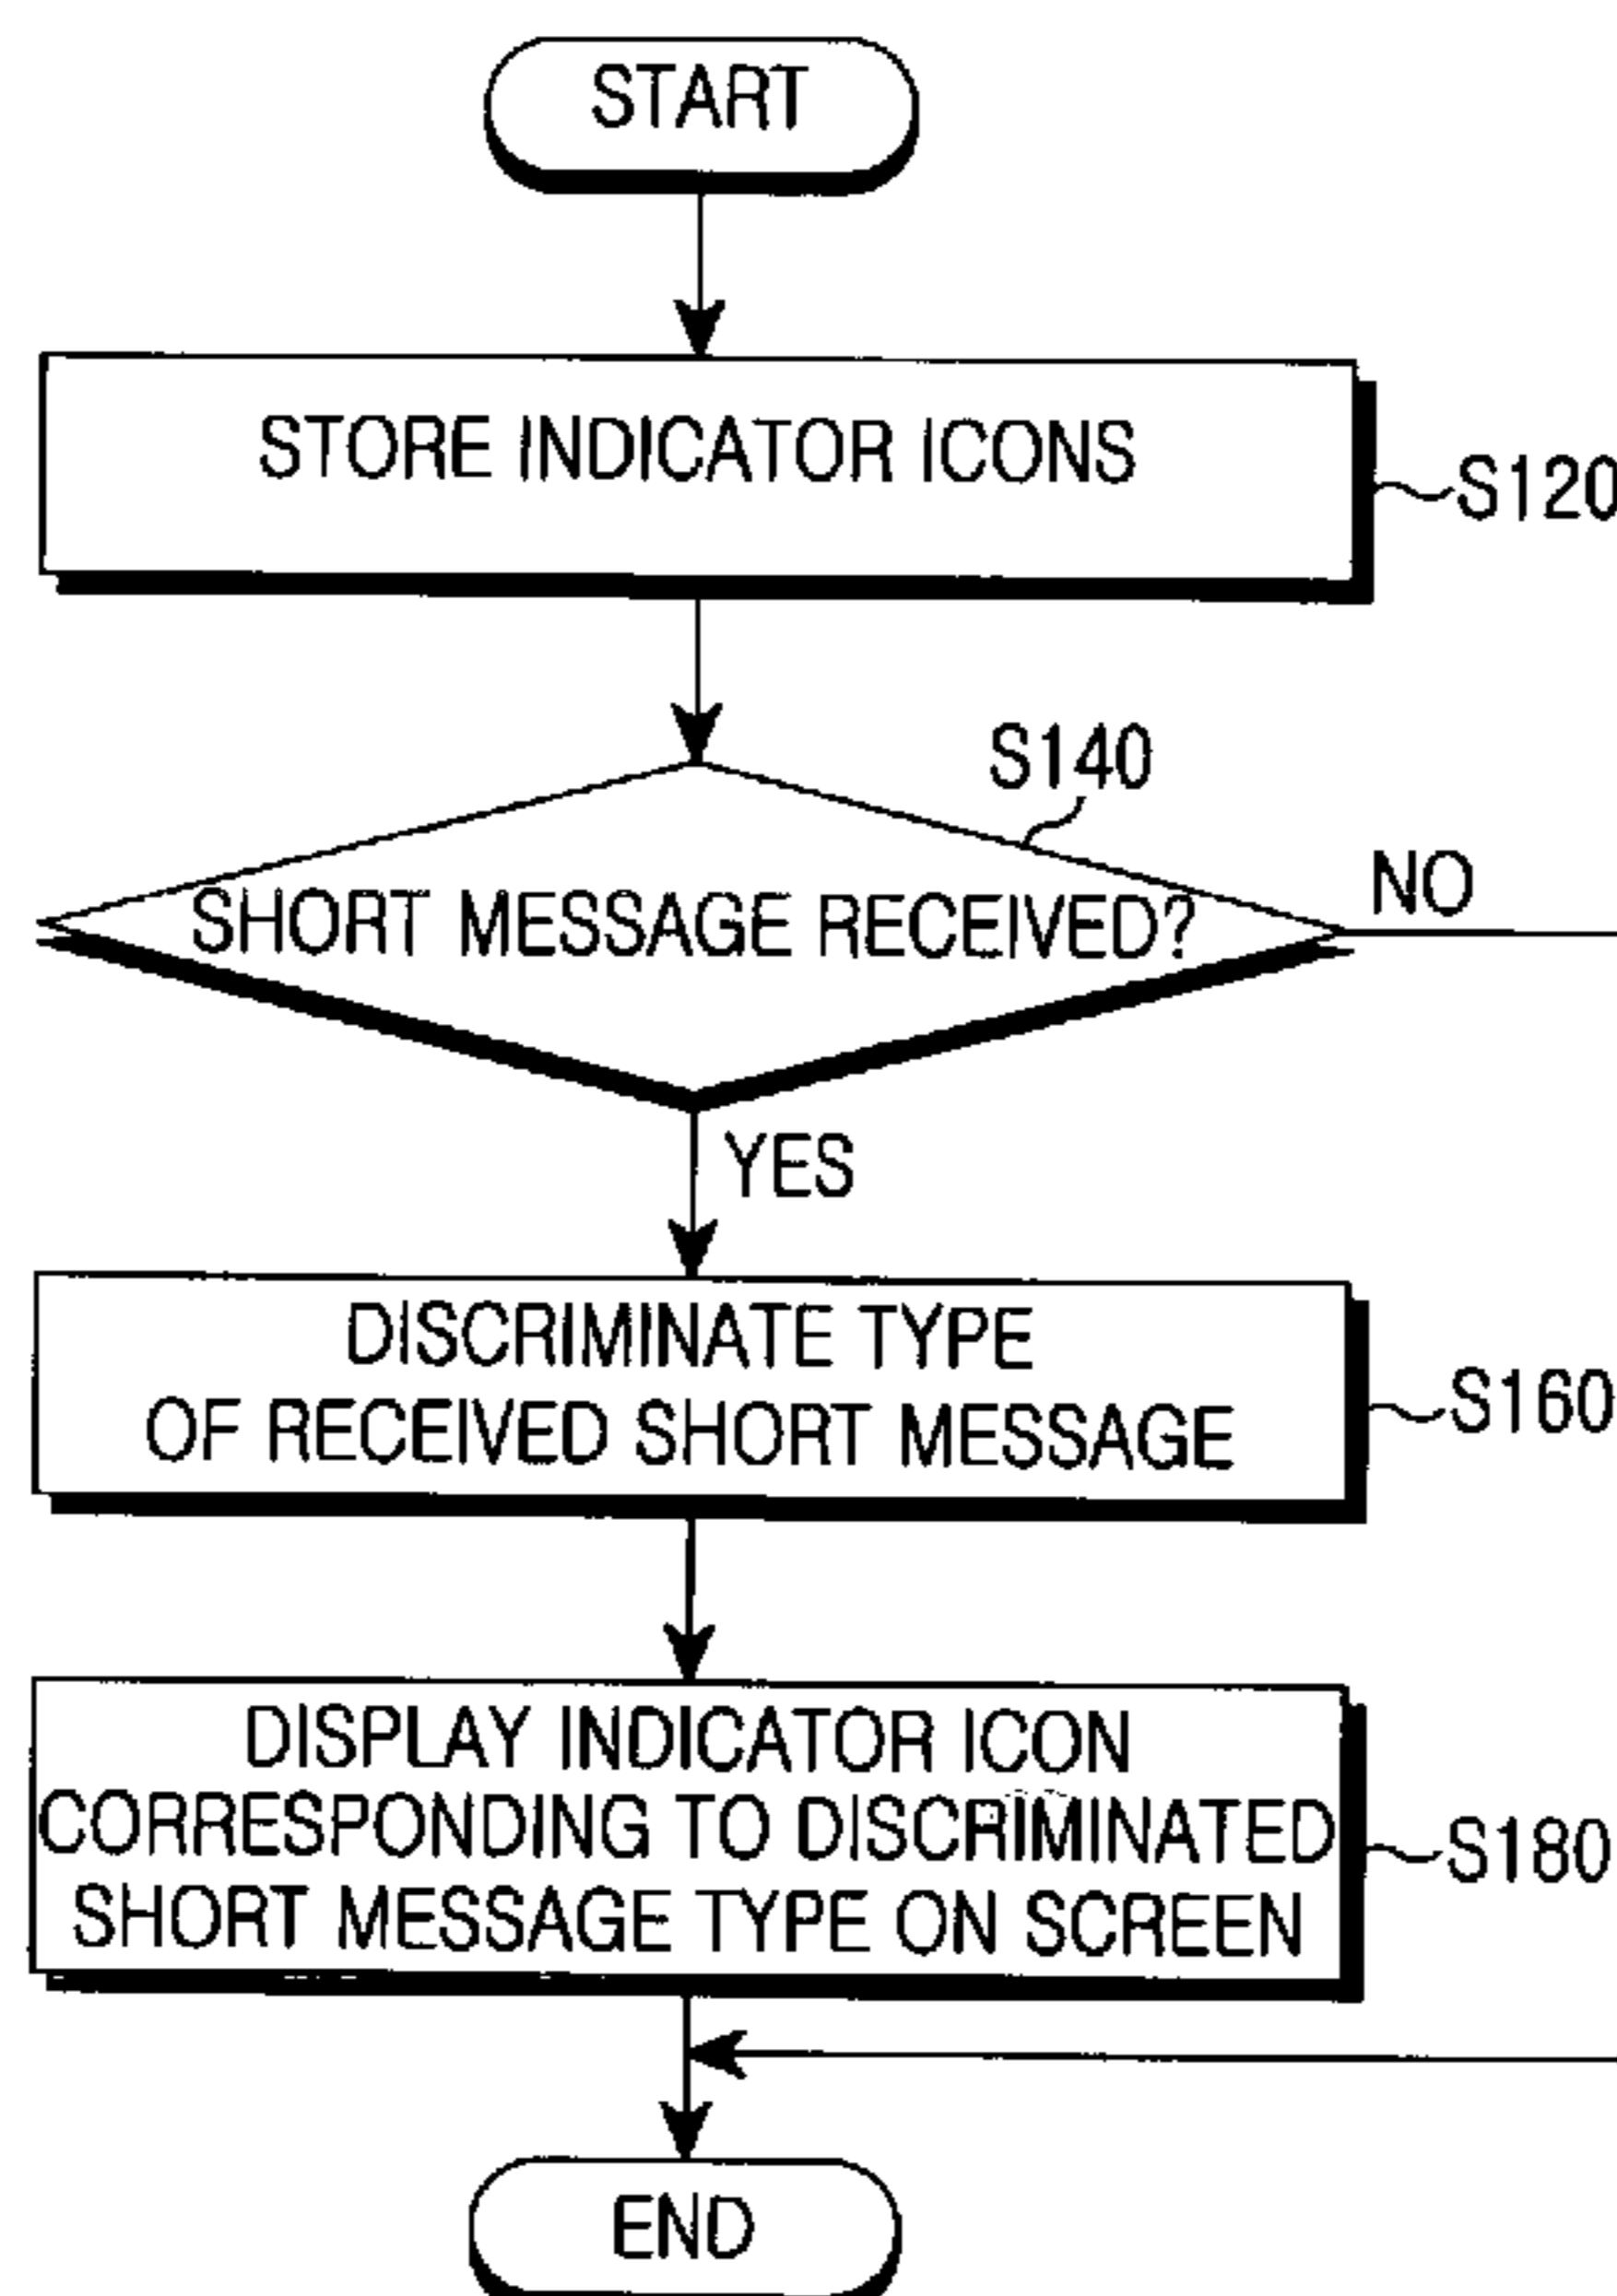 START
STORE INDICATOR ICONS
S120
S140
SHORT MESSAGE RECEIVED?
NO
YES
DISCRIMINATE TYPE
OF RECEIVED SHORT MESSAGE
S160
DISPLAY INDICATOR ICON
CORRESPONDING TO DISCRIMINATED
SHORT MESSAGE TYPE ON SCREEN
S180
END